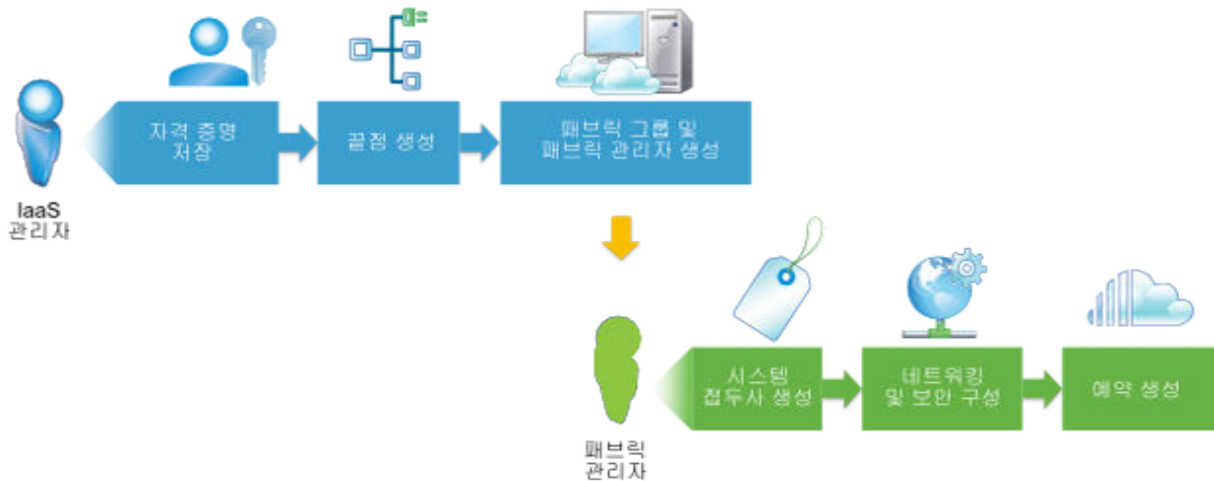 자격 증명
저장
끝점 생성
패브릭 그룹 및
패브릭 관리자 생성
IaaS
관리자
시스템
접두사 생성
네트워킹
및 보안 구성
예약 생성
패브릭
관리자